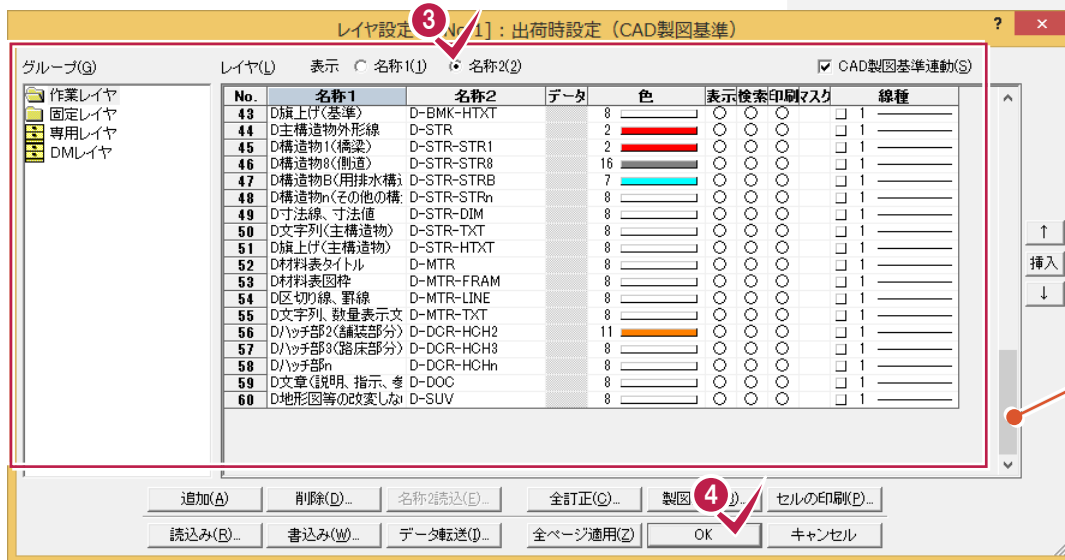 レイヤ設定 No.1]：出荷時設定（CAD製図基準）
? ×
3
グループ(G)
レイヤ(L) 表示 名称1(1) 名称2(2) CAD製図基準連動(S)
作業レイヤ
固定レイヤ
専用レイヤ
DMレイヤ
No. 名称1 名称2 データ 色 表示 検索 印刷 マスク 線種
43 D旗上げ(基準) D-BMK-HTXT 8 1
44 D主構造物外形線 D-STR 2 1
45 D構造物1(橋梁) D-STR-STR1 2 1
46 D構造物8(側道) D-STR-STR8 16 1
47 D構造物B(用排水構 D-STR-STRB 7 1
48 D構造物n(その他の構 D-STR-STRn 8 1
49 D寸法線、寸法値 D-STR-DIM 8 1
50 D文字列(主構造物) D-STR-TXT 8 1
51 D旗上げ(主構造物) D-STR-HTXT 8 1
52 D材料表タイトル D-MTR 8 1
53 D材料表図枠 D-MTR-FRAM 8 1
54 D区切り線、罫線 D-MTR-LINE 8 1
55 D文字列、数量表示文 D-MTR-TXT 8 1
56 Dハッチ部2(舗装部分) D-DCR-HCH2 11 1
57 Dハッチ部3(路床部分) D-DCR-HCH3 8 1
58 Dハッチ部n D-DCR-HCHn 8 1
59 D文章(説明、指示、 D-DOC 8 1
60 D地形図等の改変しな D-SUV 8 1
↑
挿入
↓
追加(A) 削除(D)... 名称2読込(E)... 全訂正(C)... 製図 ... セルの印刷(P)...
4
読込み(R)... 書込み(W)... データ転送(I)... 全ページ適用(Z) OK キャンセル